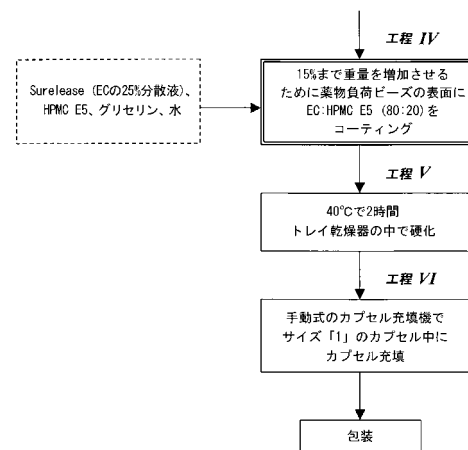 工程 IV
Surelease (ECの25%分散液)、
HPMC E5、グリセリン、水
15%まで重量を増加させる
ために薬物負荷ビーズの表面に
EC:HPMC E5 (80:20)を
コーティング
工程 V
40℃で2時間
トレイ乾燥器の中で硬化
工程 VI
手動式のカプセル充填機で
サイズ「1」のカプセル中に
カプセル充填
包装